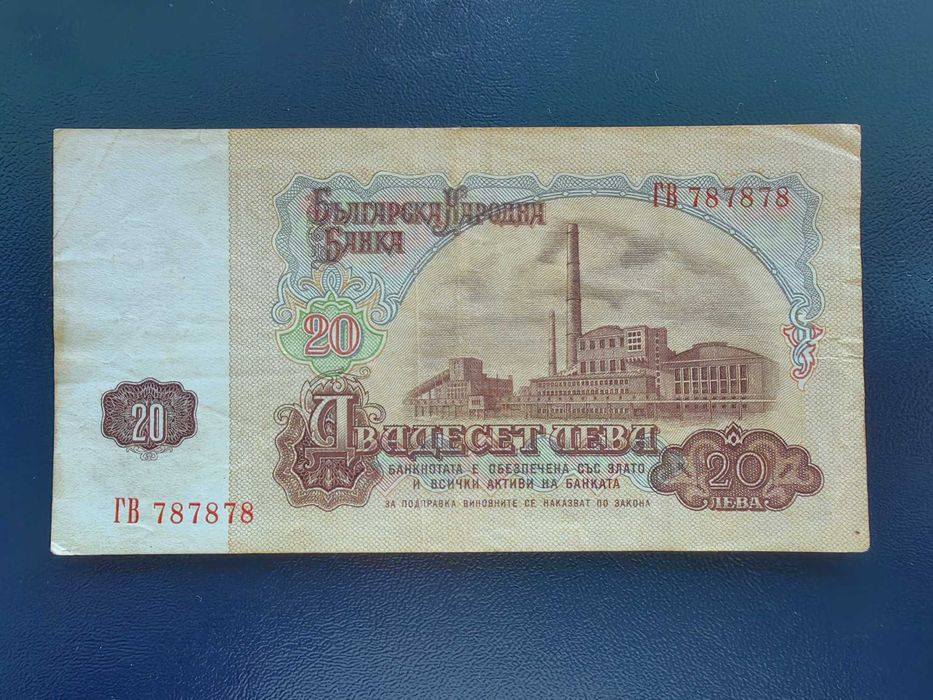 Българска Народна
Банка
ГВ 787878
20
Двадесет лева
БАНКНОТАТА Е ОБЕЗПЕЧЕНА СЪС ЗЛАТО
И ВСИЧКИ АКТИВИ НА БАНКАТА
ЗА ПОДПРАВКА ВИНОВНИТЕ СЕ НАКАЗВАТ ПО ЗАКОНА
20
ЛЕВА
20
ГВ 787878